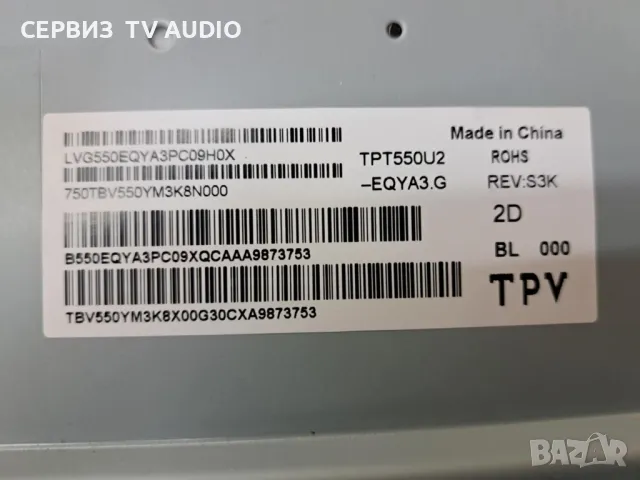 СЕРВИЗ TV AUDIO
Made in China
LVG550EQYA3PC09H0X
TPT550U2
ROHS
750TBV550YM3K8N000
-EQYA3.G
REV:S3K
2D
B550EQYA3PC09XQCAAA9873753
BL 000
TPV
TBV550YM3K8X00G30CXA9873753
BAZAR